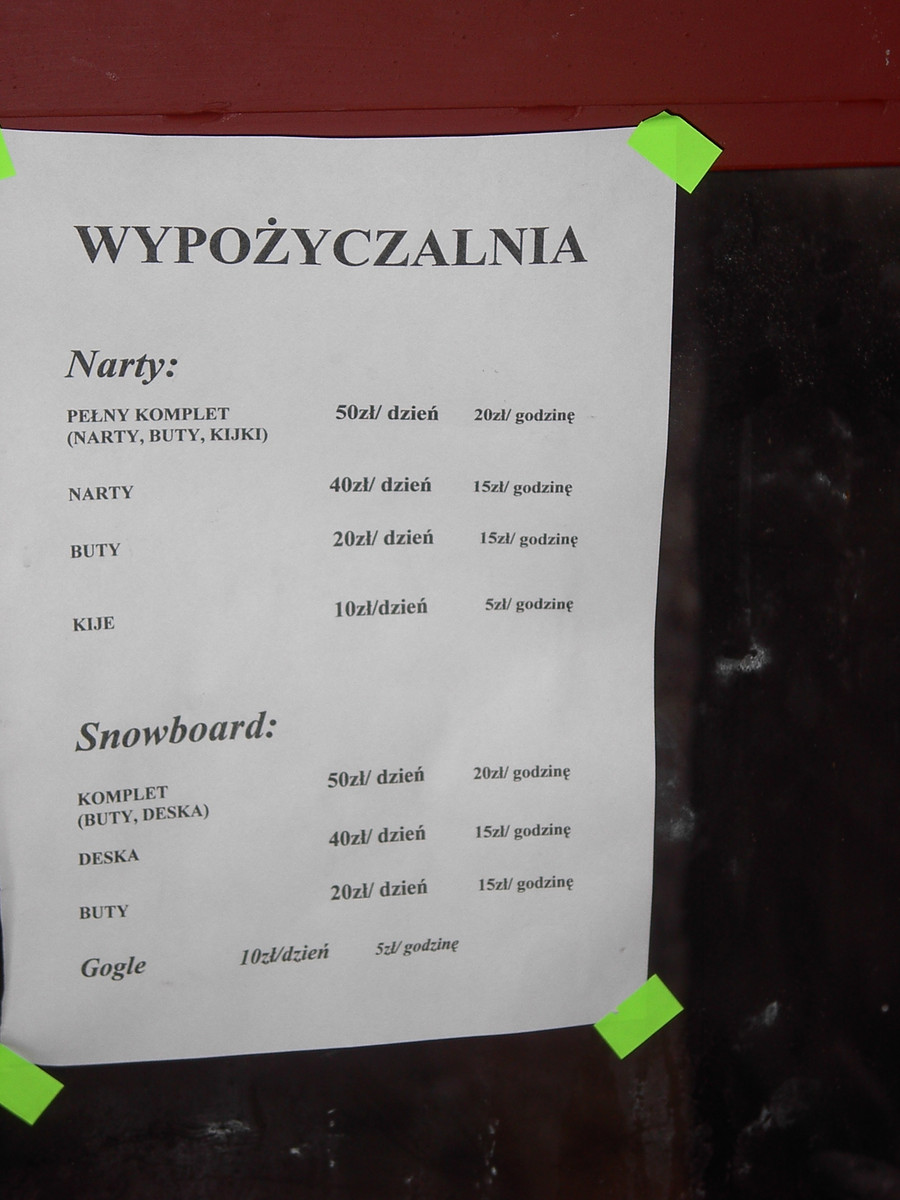 WYPOŻYCZALNIA
Narty:
PEŁNY KOMPLET 50zł/ dzień 20zł/ godzinę
(NARTY, BUTY, KIJKI)
NARTY 40zł/ dzień 15zł/ godzinę
BUTY 20zł/ dzień 15zł/ godzinę
KIJE 10zł/dzień 5zł/ godzinę
Snowboard:
KOMPLET 50zł/ dzień 20zł/ godzinę
(BUTY, DESKA)
DESKA 40zł/ dzień 15zł/ godzinę
BUTY 20zł/ dzień 15zł/ godzinę
Gogle 10zł/dzień 5zł/ godzinę